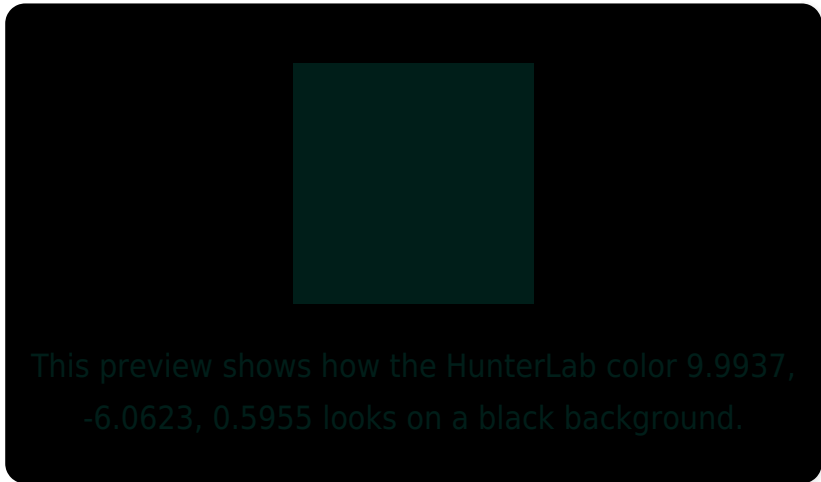 This preview shows how the HunterLab color 9.9937,
-6.0623, 0.5955 looks on a black background.